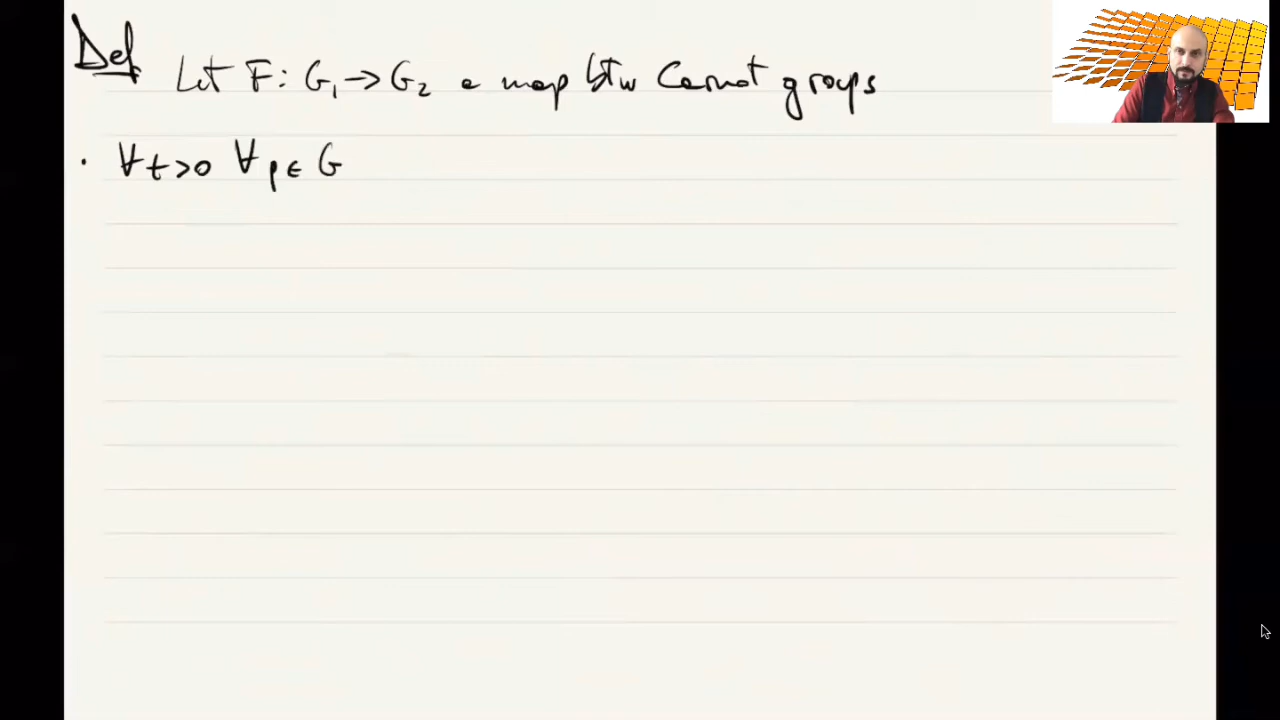 Def Let F: G₁ → G₂ a map btw Carnot groups
· ∀t>0 ∀p∈ G